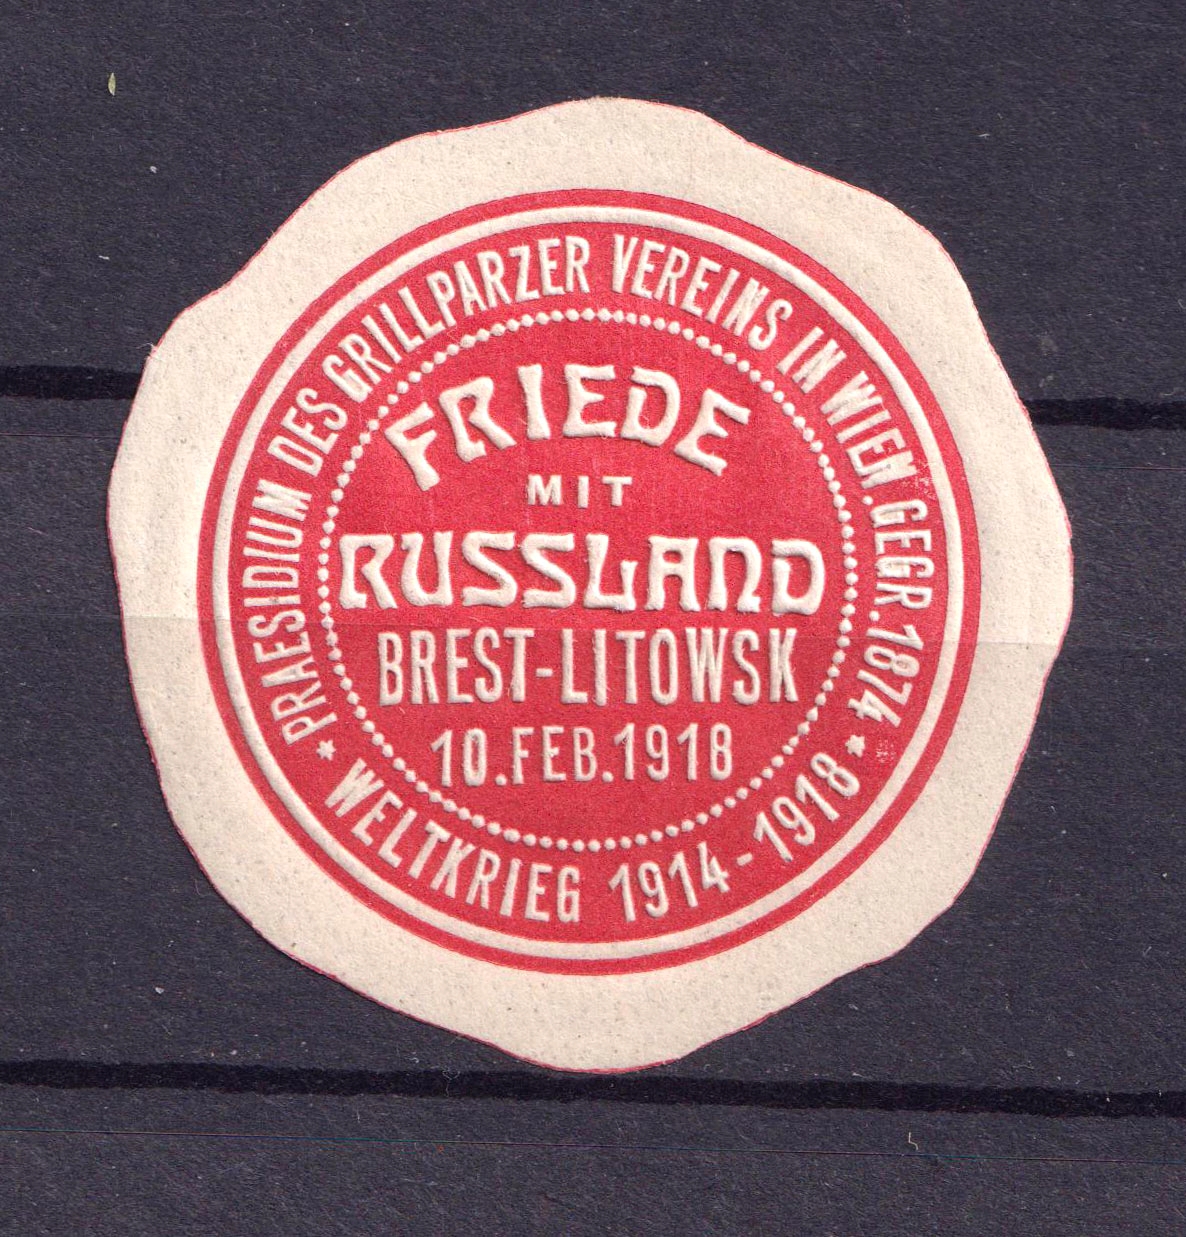 PRAESIDIUM DES GRILLPARZER VEREINS IN WIEN. GEGR. 1874
FRIEDE
MIT
RUSSLAND
BREST-LITOWSK
10. FEB. 1918
* WELTKRIEG 1914-1918 *